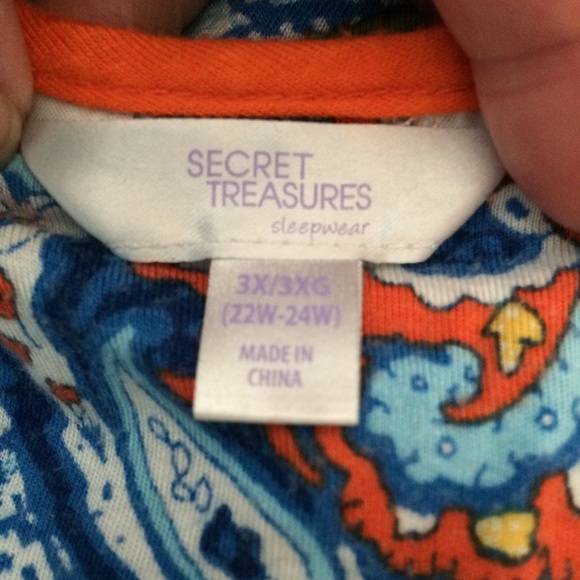 SECRET
TREASURES
sleepwear
3X/3XG
(22W-24W)
MADE IN
CHINA